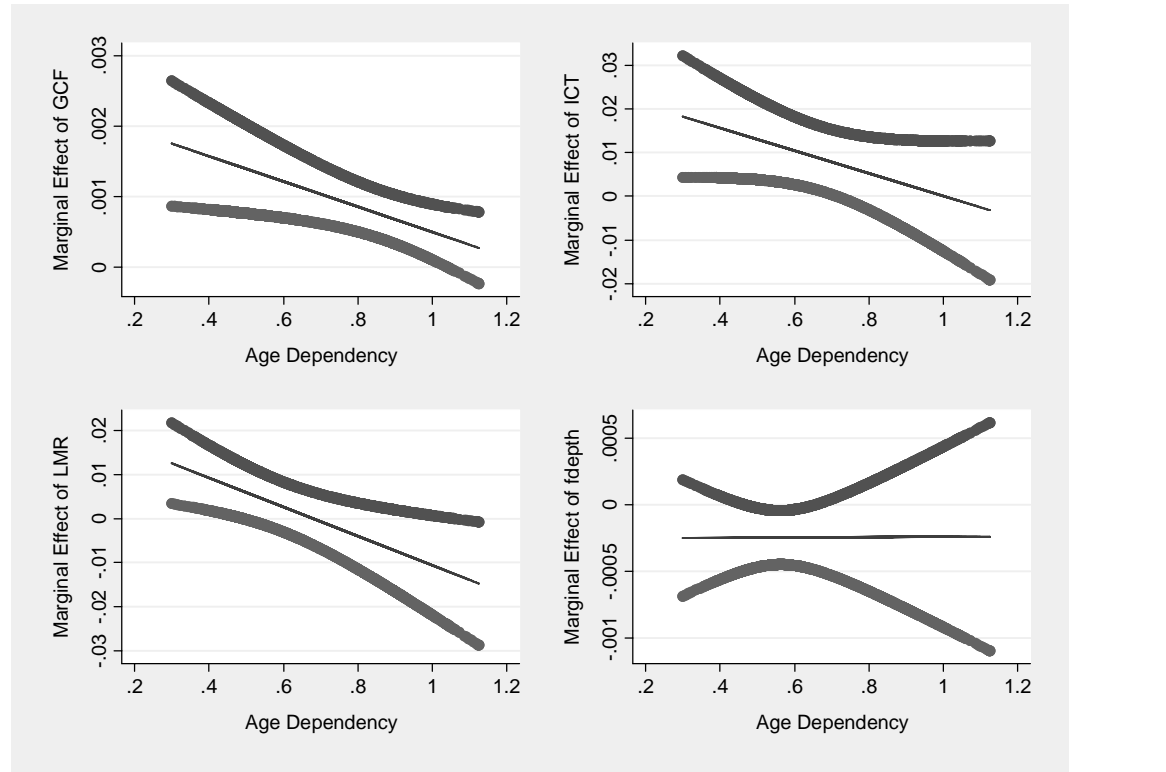 Marginal Effect of GCF
.003
.002
.001
0
.2 .4 .6 .8 1 1.2
Age Dependency
Marginal Effect of ICT
.03
.02
.01
0
-.01
-.02
.2 .4 .6 .8 1 1.2
Age Dependency
Marginal Effect of LMR
.02
.01
0
-.01
-.02
-.03
.2 .4 .6 .8 1 1.2
Age Dependency
Marginal Effect of fdepth
.0005
0
-.0005
-.001
.2 .4 .6 .8 1 1.2
Age Dependency